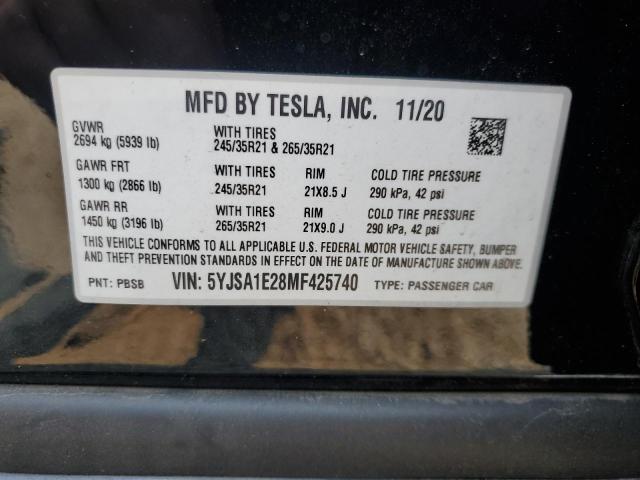 MFD BY TESLA, INC. 11/20
GVWR WITH TIRES
2694 kg (5939 lb) 245/35R21 & 265/35R21
GAWR FRT WITH TIRES RIM COLD TIRE PRESSURE
1300 kg (2866 lb) 245/35R21 21X8.5 J 290 kPa, 42 psi
GAWR RR WITH TIRES RIM COLD TIRE PRESSURE
1450 kg (3196 lb) 265/35R21 21X9.0 J 290 kPa, 42 psi
THIS VEHICLE CONFORMS TO ALL APPLICABLE U.S. FEDERAL MOTOR VEHICLE SAFETY, BUMPER
AND THEFT PREVENTION STANDARDS IN EFFECT ON THE DATE OF MANUFACTURE SHOWN ABOVE.
PNT: PBSB VIN: 5YJSA1E28MF425740 TYPE: PASSENGER CAR